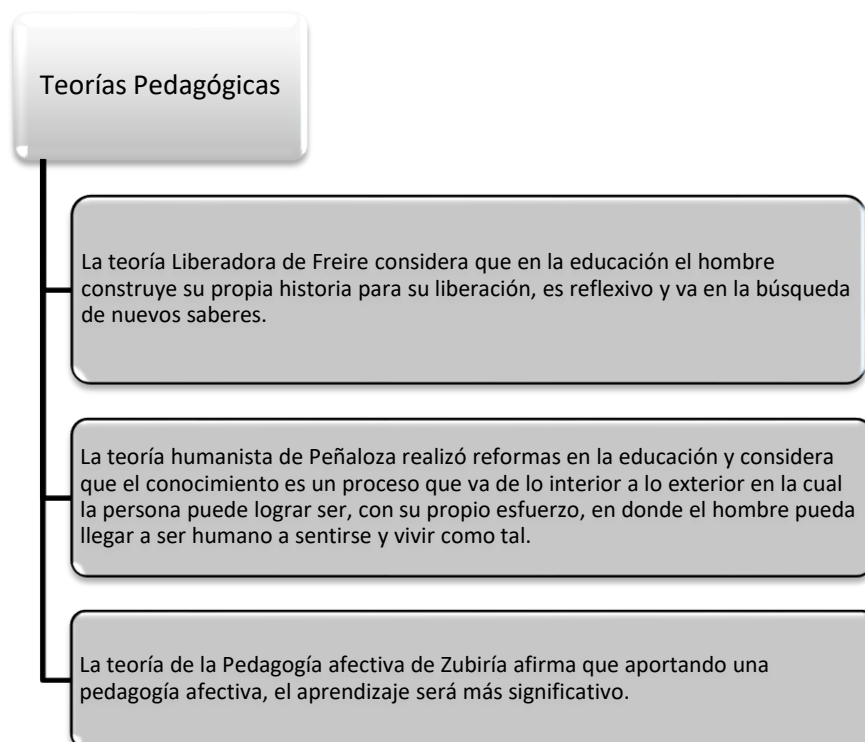 Teorías Pedagógicas
La teoría Liberadora de Freire considera que en la educación el hombre
construye su propia historia para su liberación, es reflexivo y va en la búsqueda
de nuevos saberes.
La teoría humanista de Peñaloza realizó reformas en la educación y considera
que el conocimiento es un proceso que va de lo interior a lo exterior en la cual
la persona puede lograr ser, con su propio esfuerzo, en donde el hombre pueda
llegar a ser humano a sentirse y vivir como tal.
La teoría de la Pedagogía afectiva de Zubiría afirma que aportando una
pedagogía afectiva, el aprendizaje será más significativo.